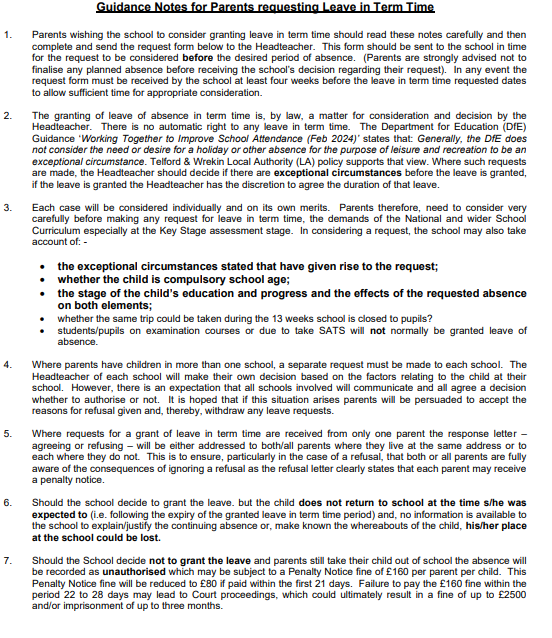 Guidance Notes for Parents requesting Leave in Term Time
1. Parents wishing the school to consider granting leave in term time should read these notes carefully and then
complete and send the request form below to the Headteacher. This form should be sent to the school in time
for the request to be considered before the desired period of absence. (Parents are strongly advised not to
finalise any planned absence before receiving the school's decision regarding their request). In any event the
request form must be received by the school at least four weeks before the leave in term time requested dates
to allow sufficient time for appropriate consideration.
2. The granting of leave of absence in term time is, by law, a matter for consideration and decision by the
Headteacher. There is no automatic right to any leave in term time. The Department for Education (DfE)
Guidance 'Working Together to Improve School Attendance (Feb 2024)' states that: Generally, the DfE does
not consider the need or desire for a holiday or other absence for the purpose of leisure and recreation to be an
exceptional circumstance. Telford & Wrekin Local Authority (LA) policy supports that view. Where such requests
are made, the Headteacher should decide if there are exceptional circumstances before the leave is granted,
if the leave is granted the Headteacher has the discretion to agree the duration of that leave.
3. Each case will be considered individually and on its own merits. Parents therefore, need to consider very
carefully before making any request for leave in term time, the demands of the National and wider School
Curriculum especially at the Key Stage assessment stage. In considering a request, the school may also take
account of: -
• the exceptional circumstances stated that have given rise to the request;
• whether the child is compulsory school age;
• the stage of the child's education and progress and the effects of the requested absence
on both elements;
• whether the same trip could be taken during the 13 weeks school is closed to pupils?
• students/pupils on examination courses or due to take SATS will not normally be granted leave of
absence.
4. Where parents have children in more than one school, a separate request must be made to each school. The
Headteacher of each school will make their own decision based on the factors relating to the child at their
school. However, there is an expectation that all schools involved will communicate and all agree a decision
whether to authorise or not. It is hoped that if this situation arises parents will be persuaded to accept the
reasons for refusal given and, thereby, withdraw any leave requests.
5. Where requests for a grant of leave in term time are received from only one parent the response letter –
agreeing or refusing – will be either addressed to both/all parents where they live at the same address or to
each where they do not. This is to ensure, particularly in the case of a refusal, that both or all parents are fully
aware of the consequences of ignoring a refusal as the refusal letter clearly states that each parent may receive
a penalty notice.
6. Should the school decide to grant the leave. but the child does not return to school at the time s/he was
expected to (i.e. following the expiry of the granted leave in term time period) and, no information is available to
the school to explain/justify the continuing absence or, make known the whereabouts of the child, his/her place
at the school could be lost.
7. Should the School decide not to grant the leave and parents still take their child out of school the absence will
be recorded as unauthorised which may be subject to a Penalty Notice fine of £160 per parent per child. This
Penalty Notice fine will be reduced to £80 if paid within the first 21 days. Failure to pay the £160 fine within the
period 22 to 28 days may lead to Court proceedings, which could ultimately result in a fine of up to £2500
and/or imprisonment of up to three months.